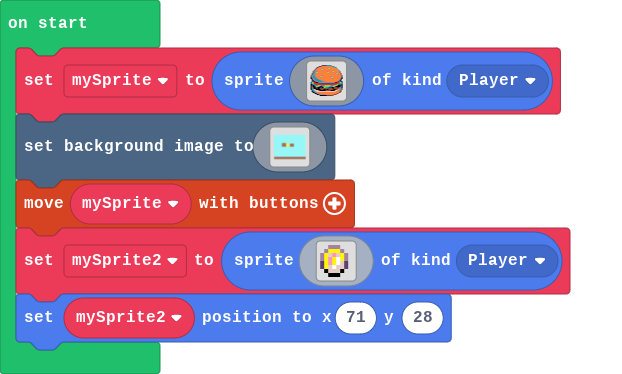 on start
set mySprite to sprite of kind Player
set background image to
move mySprite with buttons
set mySprite2 to sprite of kind Player
set mySprite2 position to x 71 y 28